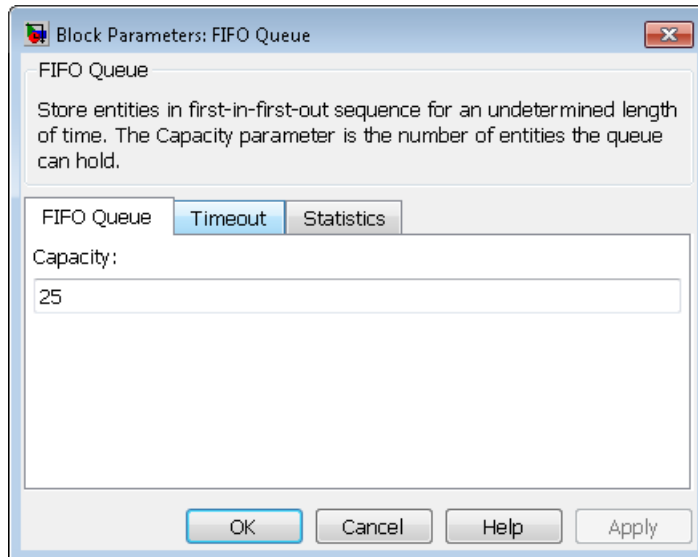 Block Parameters: FIFO Queue
FIFO Queue
Store entities in first-in-first-out sequence for an undetermined length
of time. The Capacity parameter is the number of entities the queue
can hold.
FIFO Queue Timeout Statistics
Capacity:
25
OK Cancel Help Apply